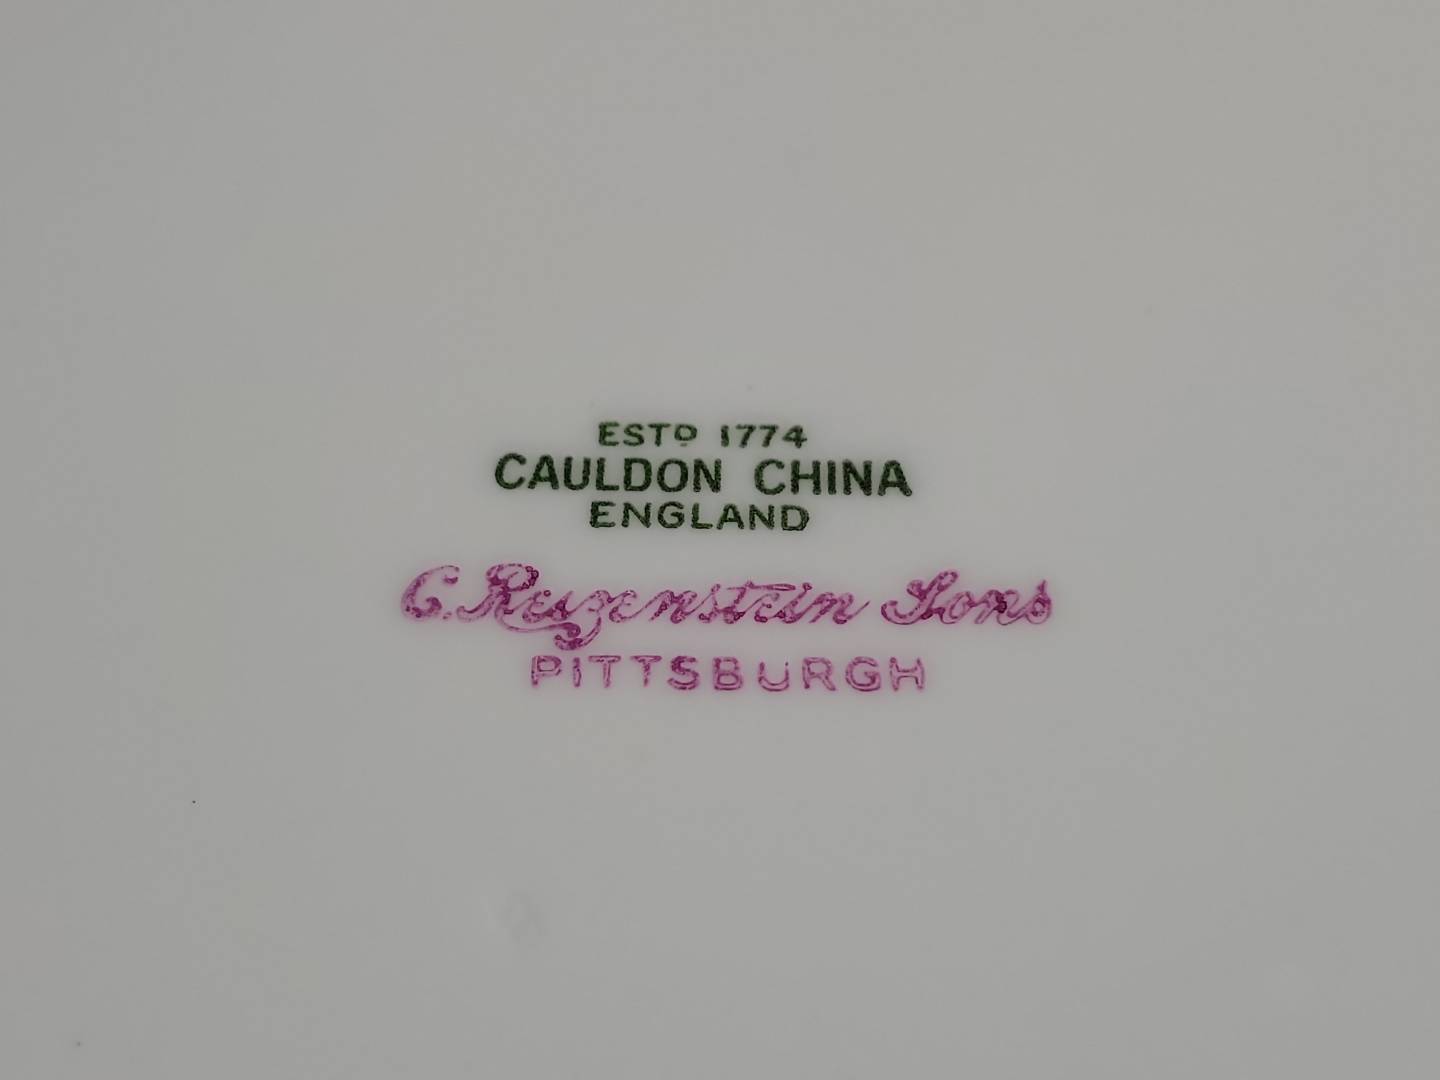 ESTD 1774
CAULDON CHINA
ENGLAND
C. Reizenstein Sons
PITTSBURGH